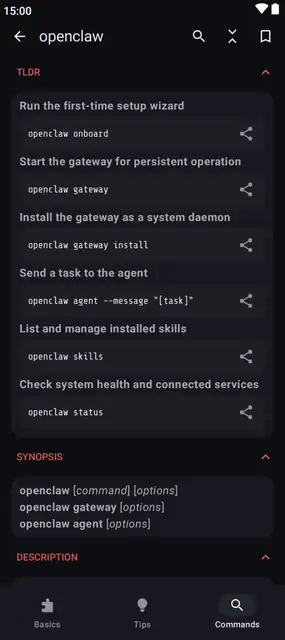 15:00
openclaw
TLDR
Run the first-time setup wizard
openclaw onboard
Start the gateway for persistent operation
openclaw gateway
Install the gateway as a system daemon
openclaw gateway install
Send a task to the agent
openclaw agent --message "[task]"
List and manage installed skills
openclaw skills
Check system health and connected services
openclaw status
SYNOPSIS
openclaw [command] [options]
openclaw gateway [options]
openclaw agent [options]
DESCRIPTION
Basics Tips Commands